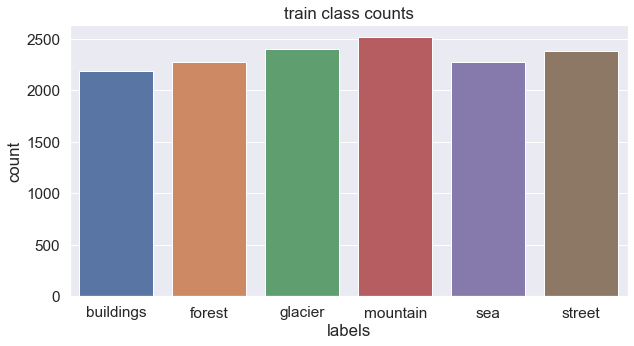 train class counts
2500
2000
1500
1000
500
0
count
buildings forest glacier mountain sea street
labels